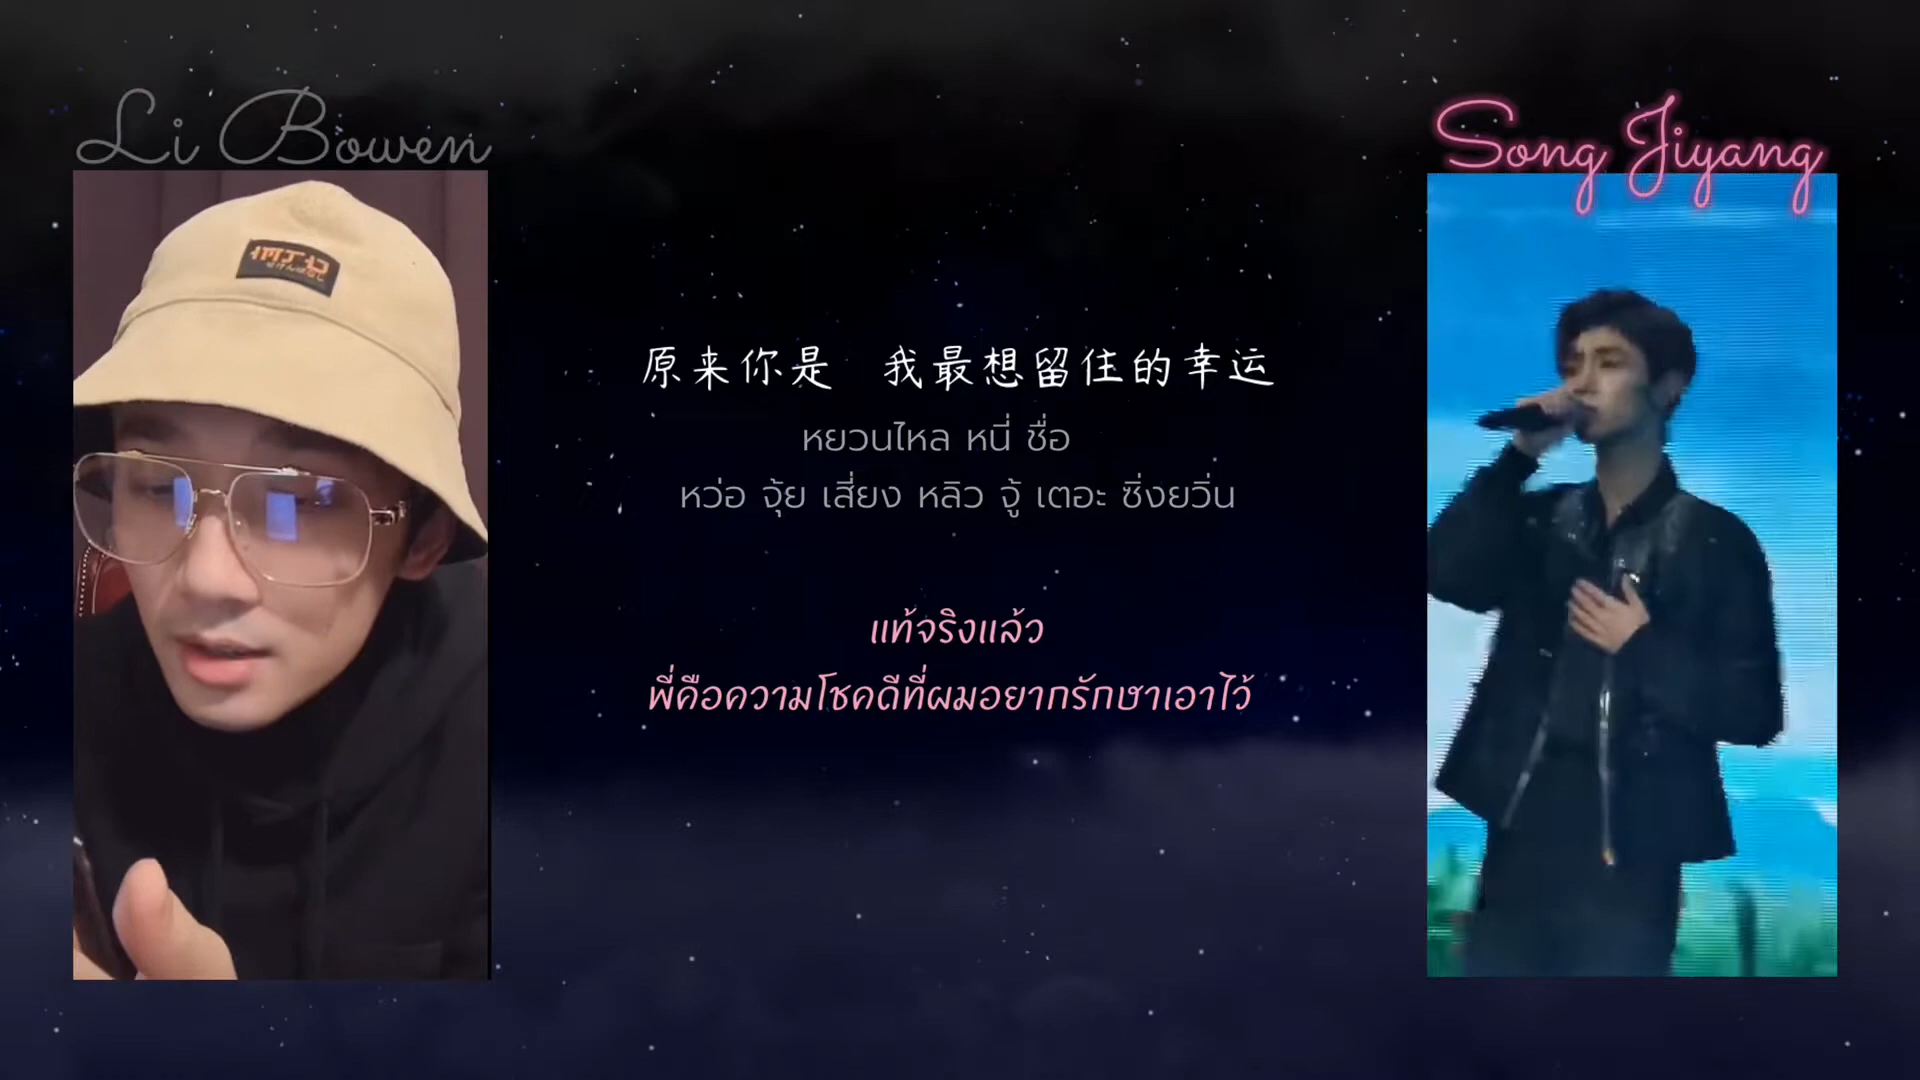 Li Bowen
Song Jiyang
原来你是 我最想留住的幸运
หยวนไหล หนี่ ชื่อ
หว่อ จุ้ย เสี่ยง หลิว จู้ เตอะ ซิ่งยวิ่น
แท้จริงแล้ว
พี่คือความโชคดีที่ผมอยากรักษาเอาไว้